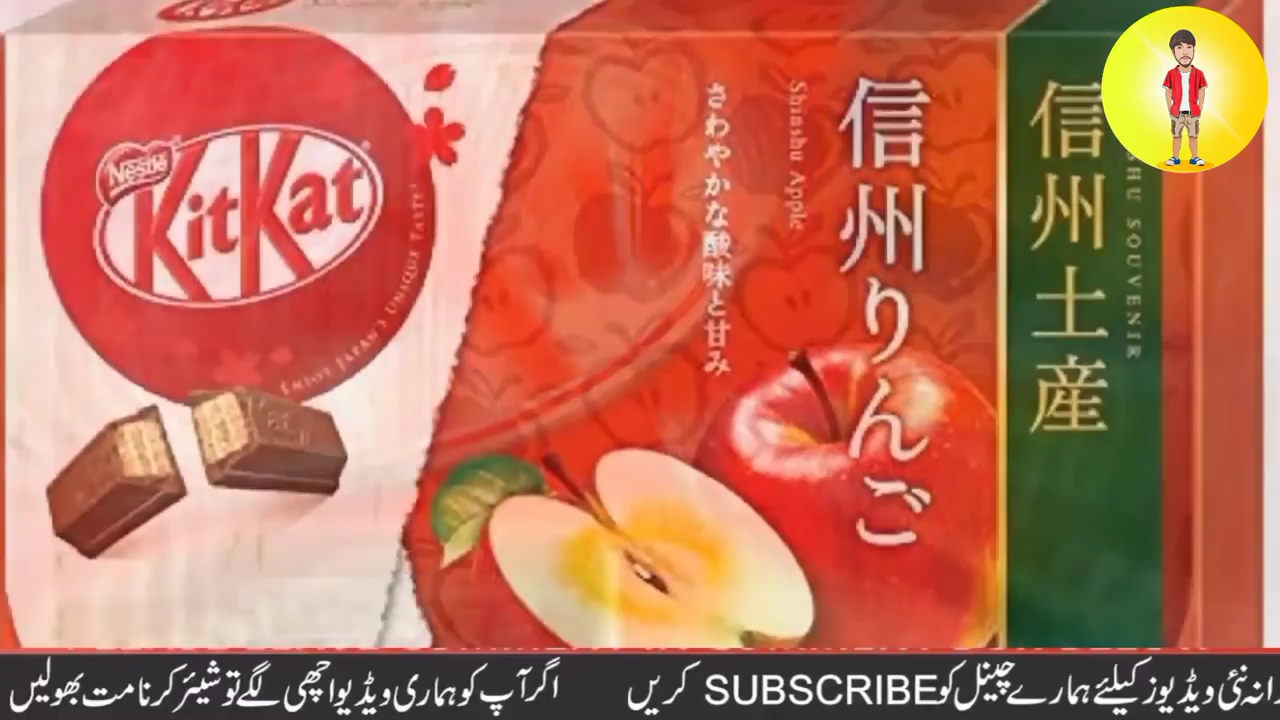 Nestlé
KitKat
ENJOY JAPAN'S UNIQUE TASTE
さわやかな酸味と甘み
Shinshu Apple
信州りんご
信州土産
SHU SOUVENIR
انہ نئی ویڈیوز کیلئے ہمارے چینل کو SUBSCRIBE کریں
اگر آپ کو ہماری ویڈیو اچھی لگے تو شیئر کرنا مت بھولیں